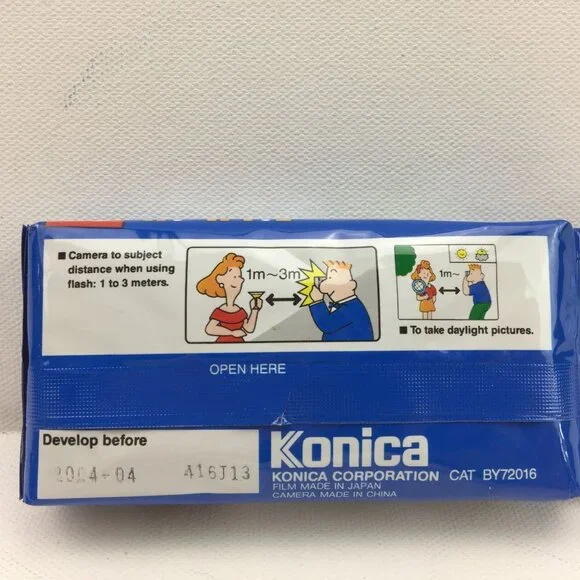 ■ Camera to subject
distance when using
flash: 1 to 3 meters.
1m~3m
1m~
■ To take daylight pictures.
OPEN HERE
Develop before
2004-04 416J13
Konica
KONICA CORPORATION CAT BY72016
FILM MADE IN JAPAN
CAMERA MADE IN CHINA